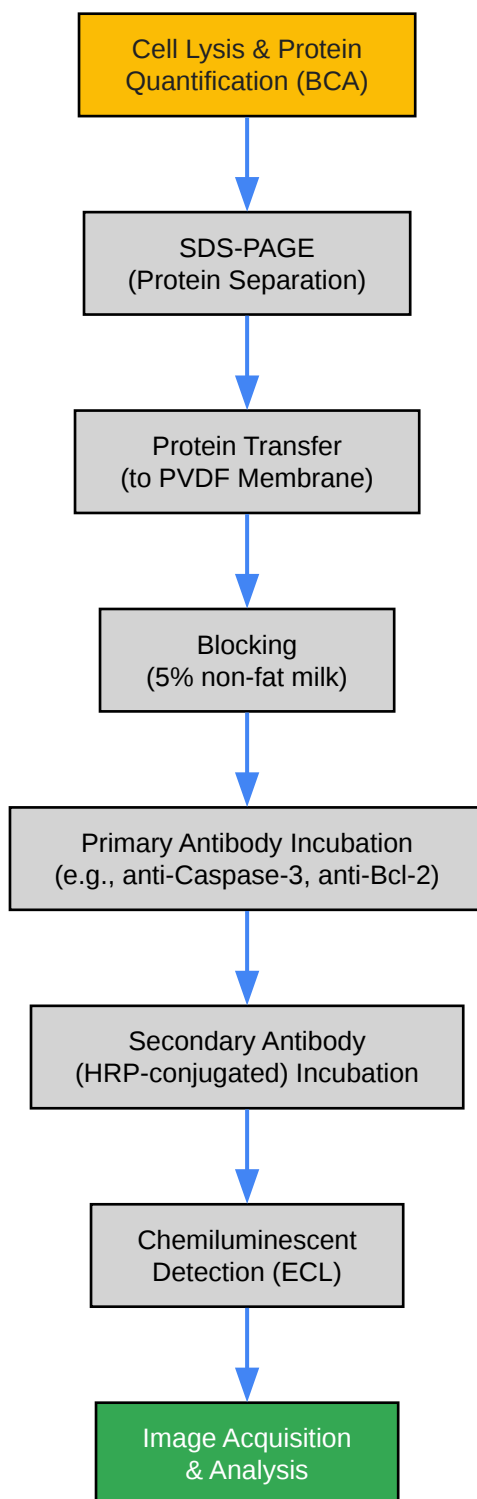 Cell Lysis & Protein
Quantification (BCA)
SDS-PAGE
(Protein Separation)
Protein Transfer
(to PVDF Membrane)
Blocking
(5% non-fat milk)
Primary Antibody Incubation
(e.g., anti-Caspase-3, anti-Bcl-2)
Secondary Antibody
(HRP-conjugated) Incubation
Chemiluminescent
Detection (ECL)
Image Acquisition
& Analysis